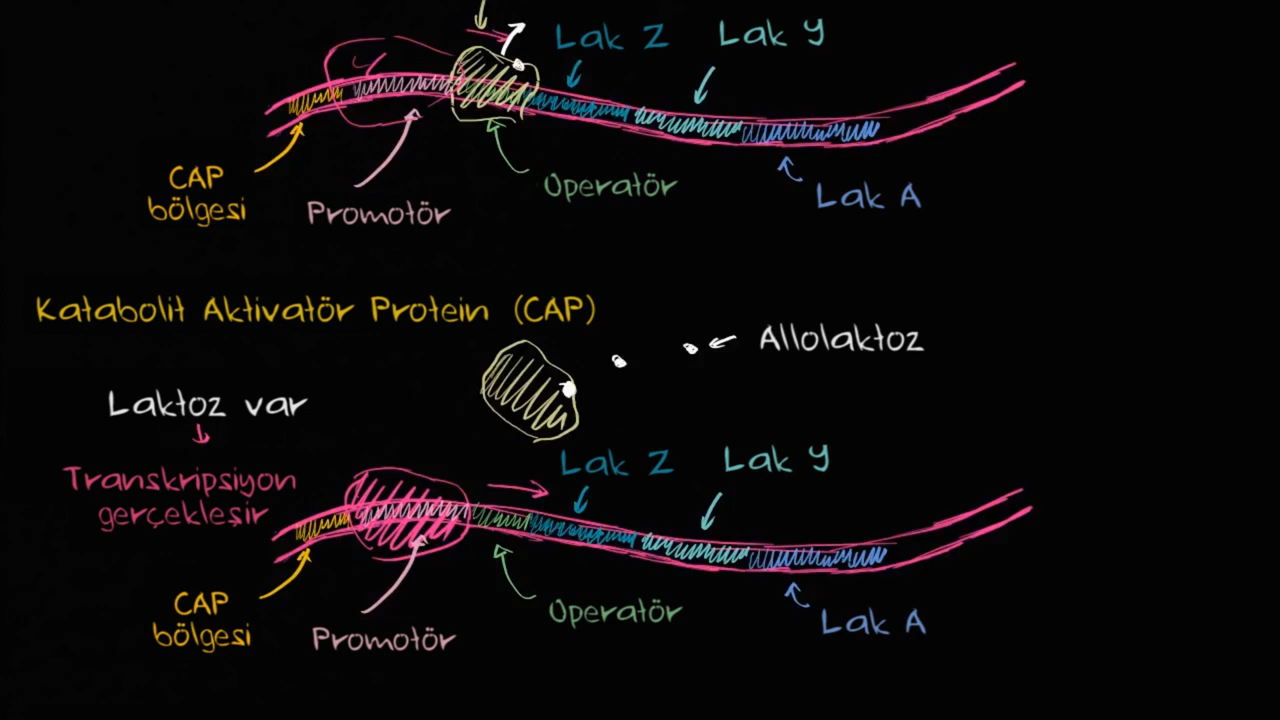 Lak Z
Lak Y
CAP
bölgesi
Promotör
Operatör
Lak A
Katabolit Aktivatör Protein (CAP)
Allolaktoz
Laktoz var
Transkripsiyon
gerçekleşir
Lak Z
Lak Y
CAP
bölgesi
Promotör
Operatör
Lak A